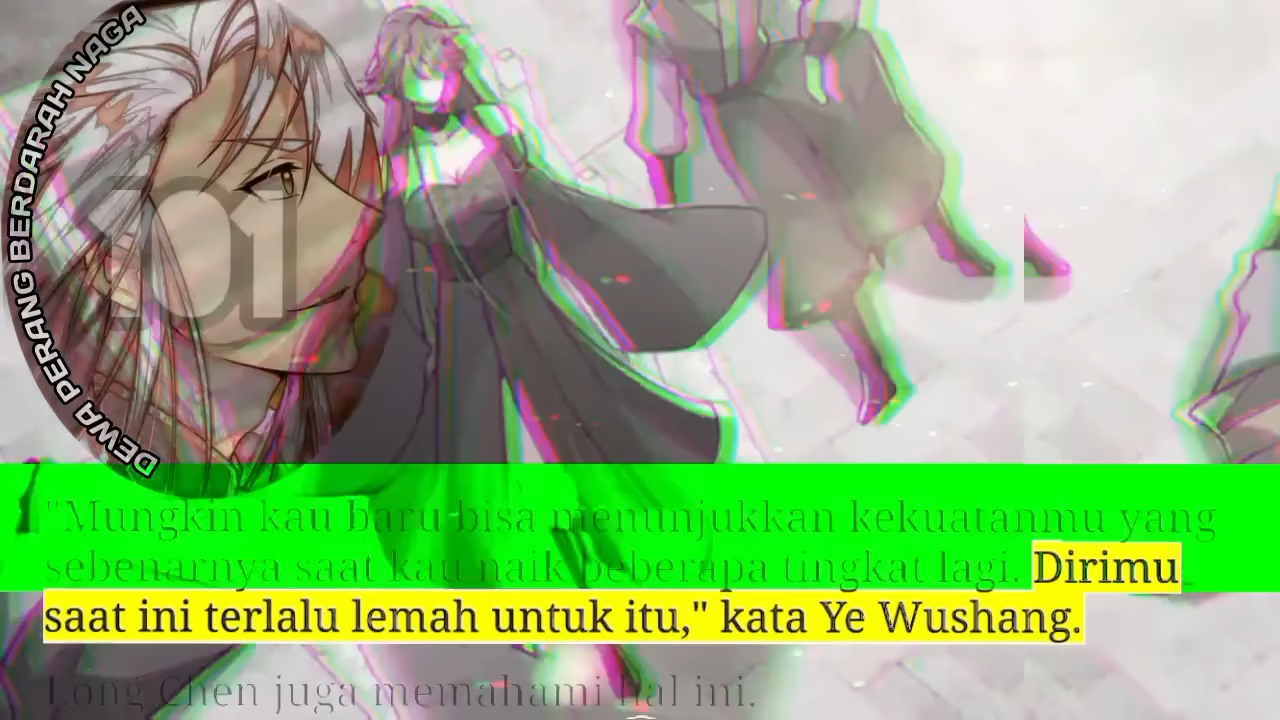 DEWA PERANG BERDARAH NAGA
"Mungkin kau baru bisa menunjukkan kekuatanmu yang
sebenarnya saat kau naik beberapa tingkat lagi. Dirimu
saat ini terlalu lemah untuk itu," kata Ye Wushang.
Long Chen juga memahami hal ini.